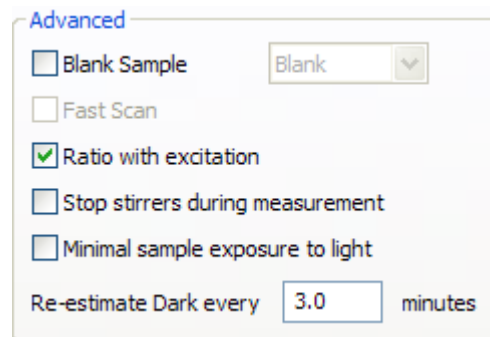 Advanced
Blank Sample Blank
Fast Scan
Ratio with excitation
Stop stirrers during measurement
Minimal sample exposure to light
Re-estimate Dark every 3.0 minutes